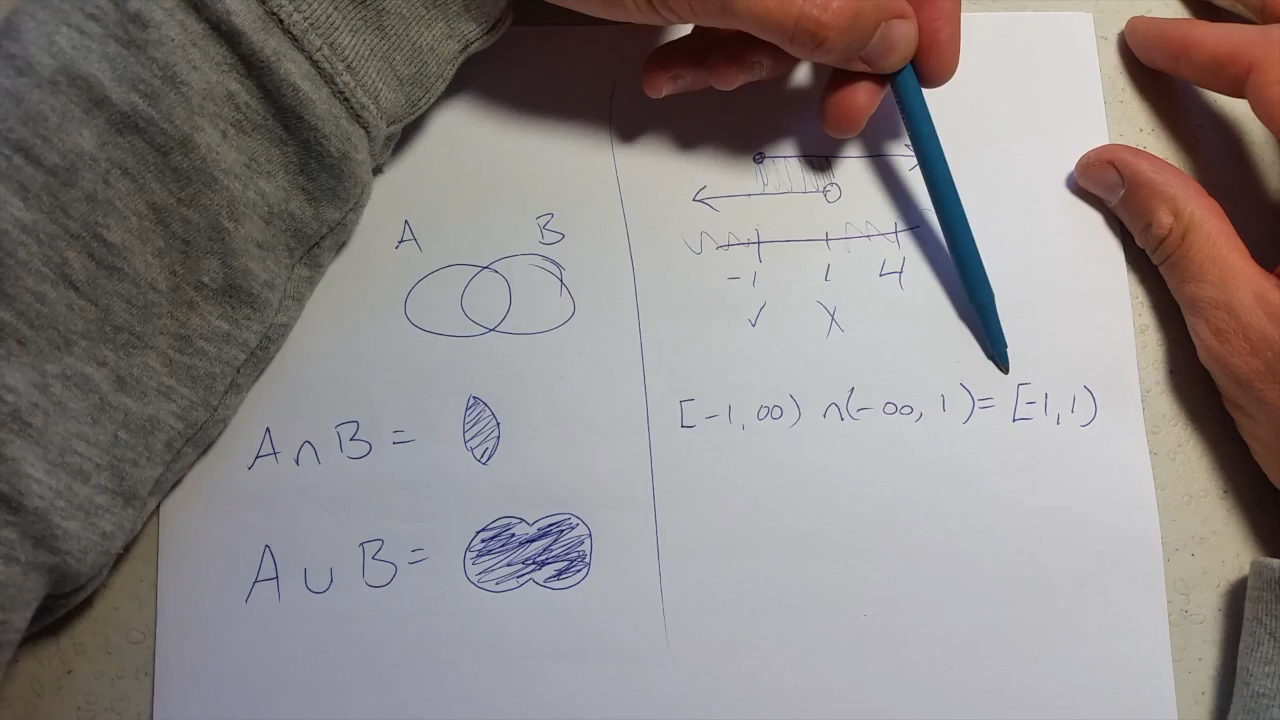 A B
A∩B =
A∪B =
-1 1 4
✓ X
[-1,∞) ∩(-∞, 1)= [-1,1)